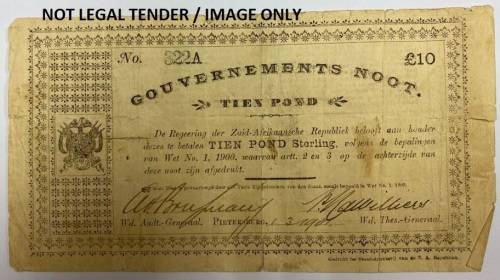 NOT LEGAL TENDER / IMAGE ONLY
No. 322A £10
GOUVERNEMENTS NOOT.
TIEN POND
De Regeering der Zuid-Afrikaansche Republiek belooft aan houder
dezes te betalen TIEN POND Sterling, volgens de bepalingen
van Wet No. 1, 1900, waarvan artt. 2 en 3 op de achterzijde van
deze noot zijn afgedrukt.
Wd. Audt.-Generaal. PIETERSBURG, Wd. Thes.-Generaal.